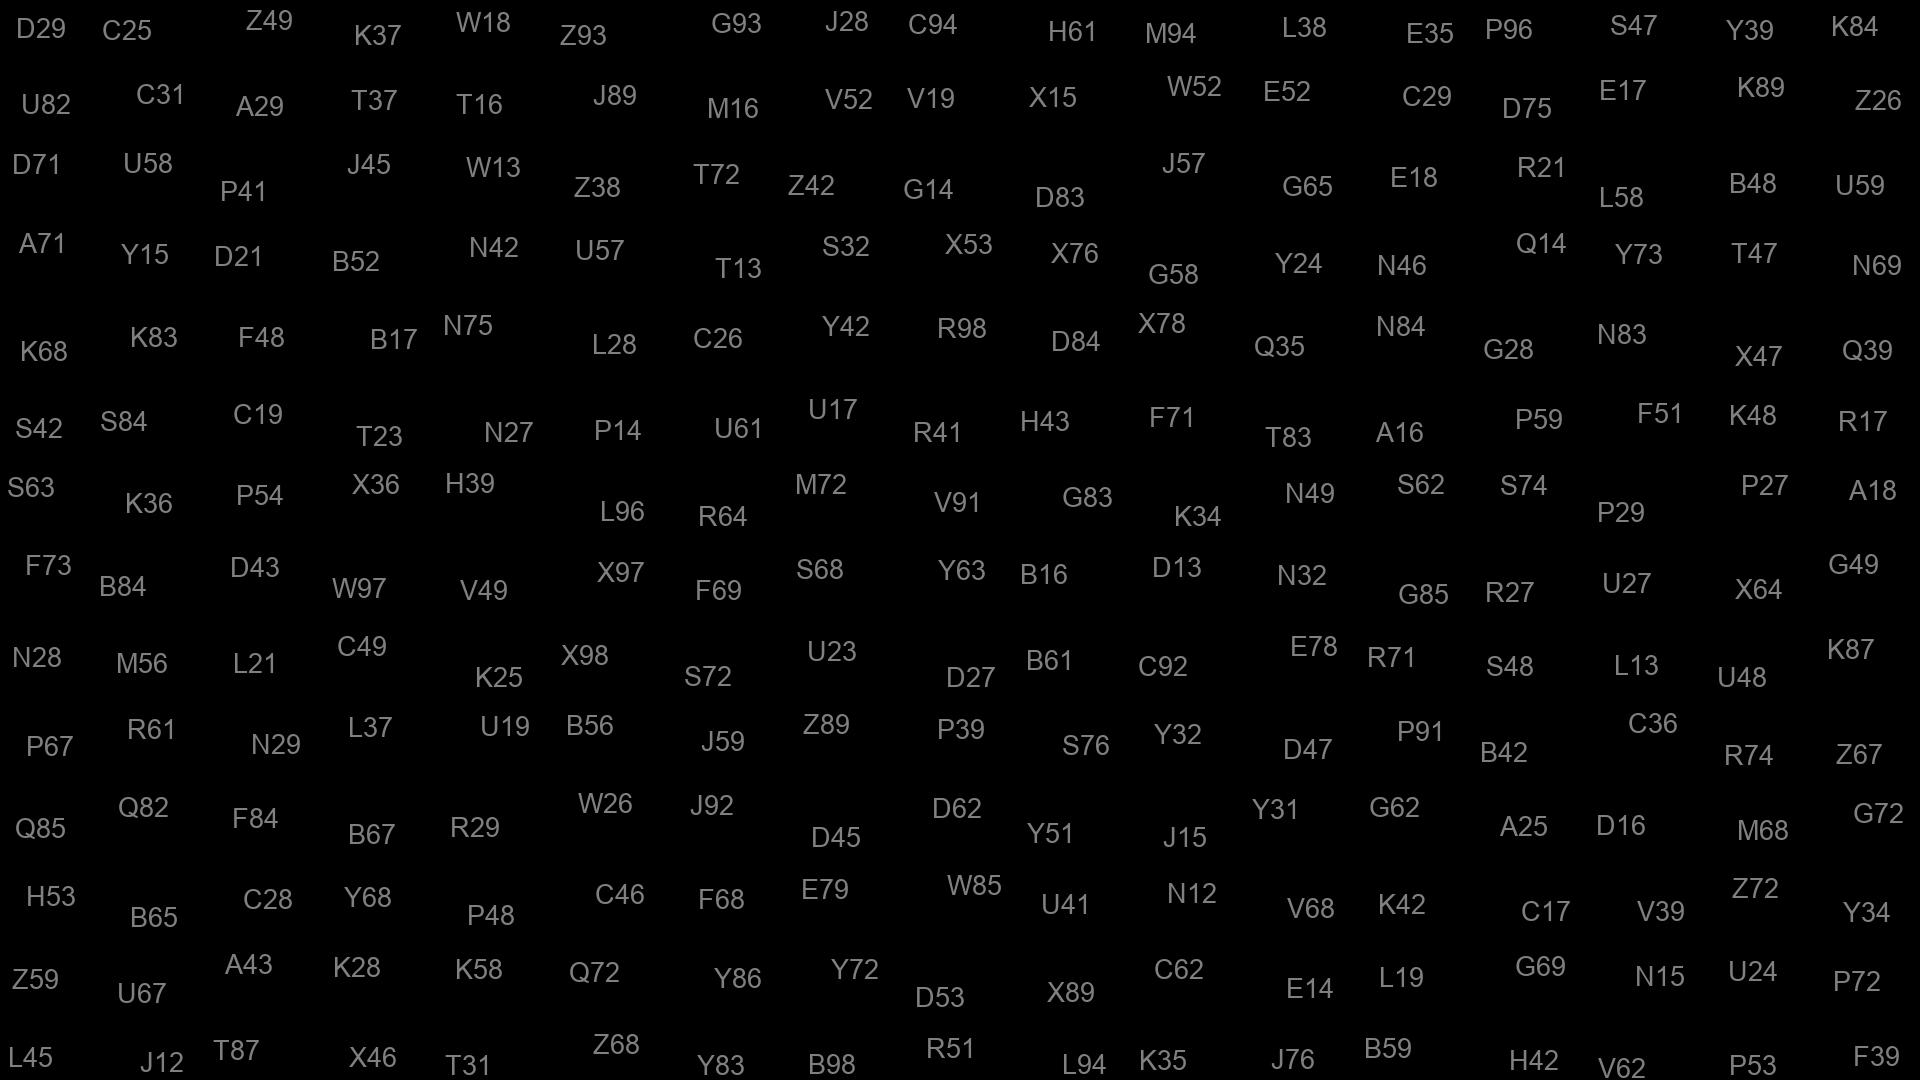 D29 C25 Z49 K37 W18 Z93 G93 J28 C94 H61 M94 L38 E35 P96 S47 Y39 K84
U82 C31 A29 T37 T16 J89 M16 V52 V19 X15 W52 E52 C29 D75 E17 K89 Z26
D71 U58 P41 J45 W13 Z38 T72 Z42 G14 D83 J57 G65 E18 R21 L58 B48 U59
A71 Y15 D21 B52 N42 U57 T13 S32 X53 X76 G58 Y24 N46 Q14 Y73 T47 N69
K68 K83 F48 B17 N75 L28 C26 Y42 R98 D84 X78 Q35 N84 G28 N83 X47 Q39
S42 S84 C19 T23 N27 P14 U61 U17 R41 H43 F71 T83 A16 P59 F51 K48 R17
S63 K36 P54 X36 H39 L96 R64 M72 V91 G83 K34 N49 S62 S74 P29 P27 A18
F73 B84 D43 W97 V49 X97 F69 S68 Y63 B16 D13 N32 G85 R27 U27 X64 G49
N28 M56 L21 C49 K25 X98 S72 U23 D27 B61 C92 E78 R71 S48 L13 U48 K87
P67 R61 N29 L37 U19 B56 J59 Z89 P39 S76 Y32 D47 P91 B42 C36 R74 Z67
Q85 Q82 F84 B67 R29 W26 J92 D45 D62 Y51 J15 Y31 G62 A25 D16 M68 G72
H53 B65 C28 Y68 P48 C46 F68 E79 W85 U41 N12 V68 K42 C17 V39 Z72 Y34
Z59 U67 A43 K28 K58 Q72 Y86 Y72 D53 X89 C62 E14 L19 G69 N15 U24 P72
L45 J12 T87 X46 T31 Z68 Y83 B98 R51 L94 K35 J76 B59 H42 V62 P53 F39